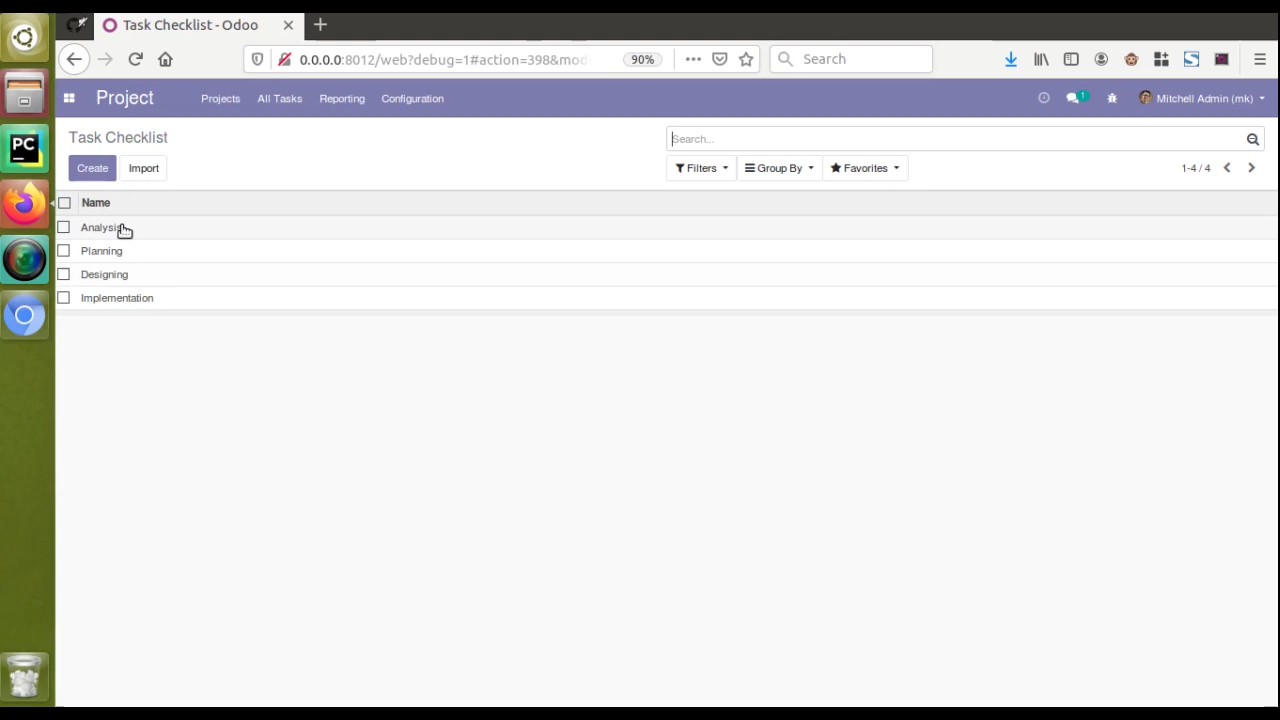 Task Checklist - Odoo
0.0.0.0:8012/web?debug=1#action=398&mod
90%
Search
Project
Projects
All Tasks
Reporting
Configuration
1
Mitchell Admin (mk)
Task Checklist
Search...
Create
Import
Filters
Group By
Favorites
1-4 / 4
Name
Analysis
Planning
Designing
Implementation
PC